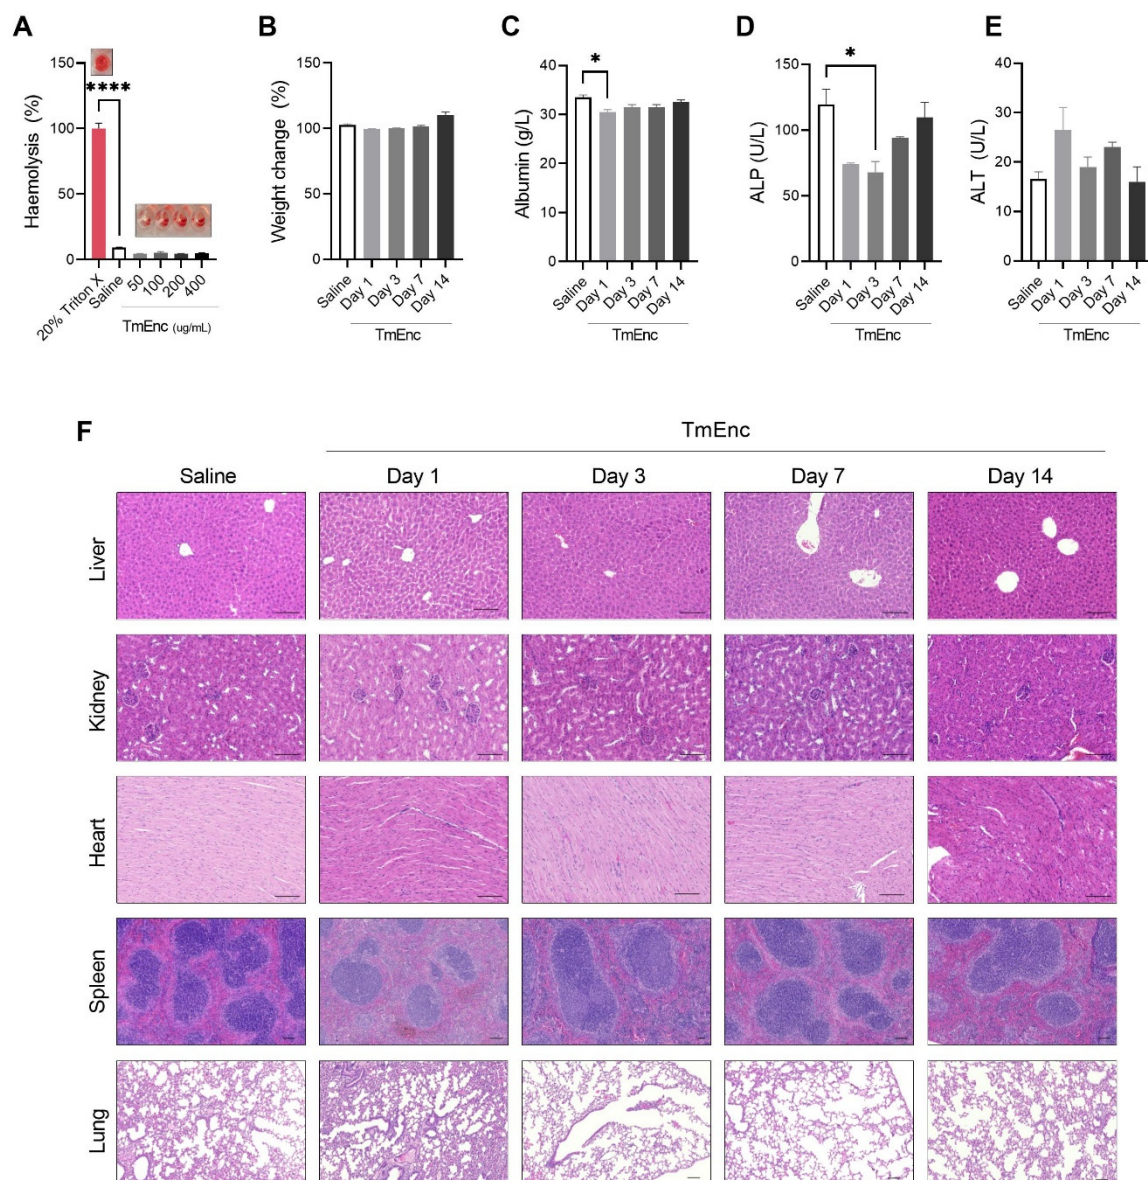 A
Haemolysis (%)
150
100
50
0
****
20% Triton X
Saline
50
100
200
400
TmEnc (ug/mL)
B
Weight change (%)
150
100
50
0
Saline
Day 1
Day 3
Day 7
Day 14
TmEnc
C
Albumin (g/L)
40
30
20
10
0
*
Saline
Day 1
Day 3
Day 7
Day 14
TmEnc
D
ALP (U/L)
150
100
50
0
*
Saline
Day 1
Day 3
Day 7
Day 14
TmEnc
E
ALT (U/L)
40
30
20
10
0
Saline
Day 1
Day 3
Day 7
Day 14
TmEnc
F
TmEnc
Saline
Day 1
Day 3
Day 7
Day 14
Liver
Kidney
Heart
Spleen
Lung